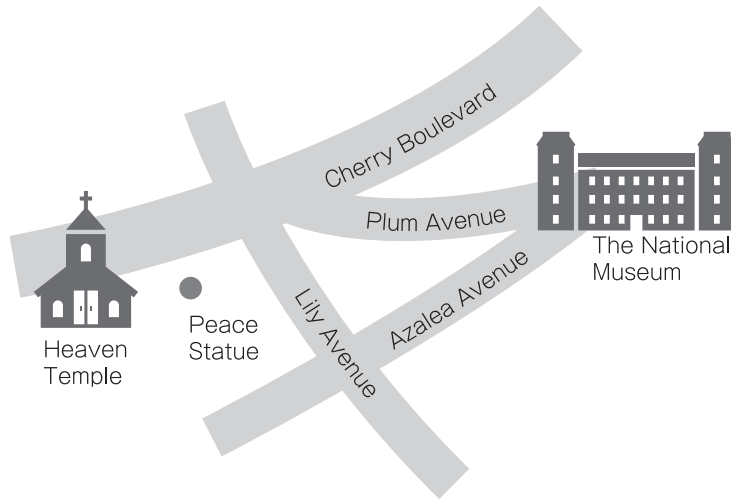 Cherry Boulevard
Plum Avenue
The National
Museum
Azalea Avenue
Lily Avenue
Peace
Statue
Heaven
Temple